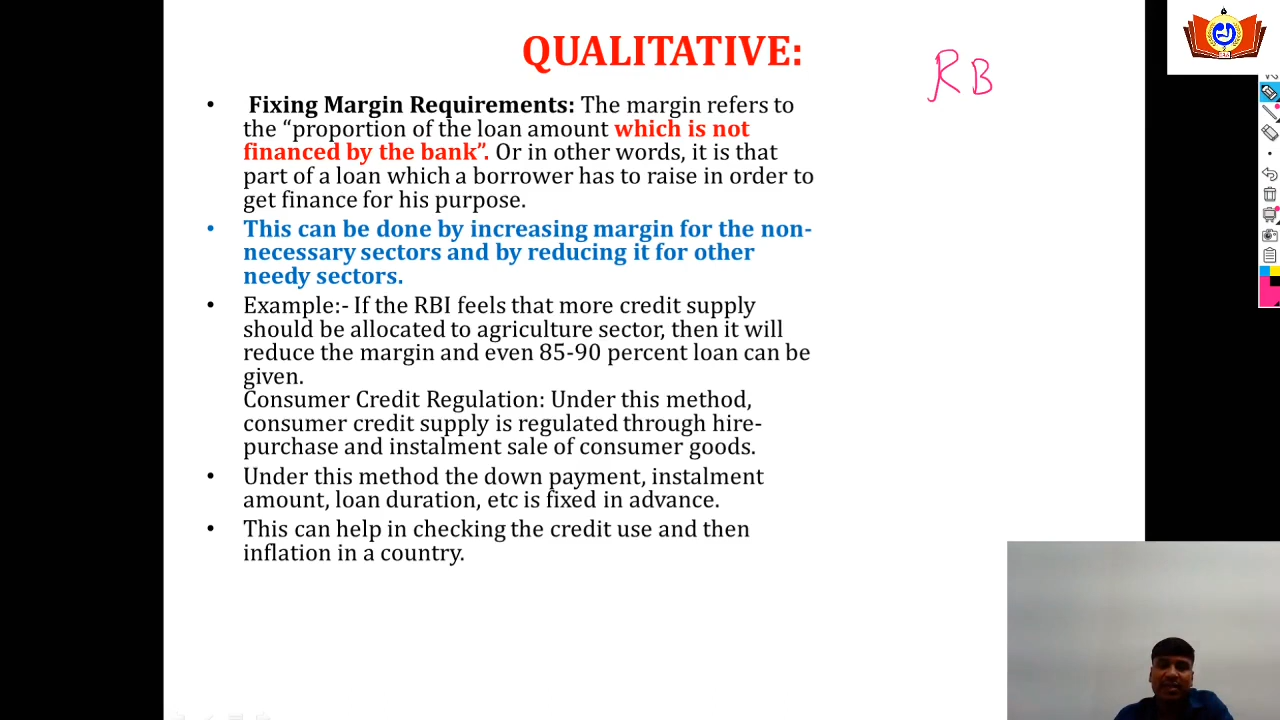 QUALITATIVE:
RB
• Fixing Margin Requirements: The margin refers to
the “proportion of the loan amount which is not
financed by the bank”. Or in other words, it is that
part of a loan which a borrower has to raise in order to
get finance for his purpose.
• This can be done by increasing margin for the non-
necessary sectors and by reducing it for other
needy sectors.
• Example:- If the RBI feels that more credit supply
should be allocated to agriculture sector, then it will
reduce the margin and even 85-90 percent loan can be
given.
Consumer Credit Regulation: Under this method,
consumer credit supply is regulated through hire-
purchase and instalment sale of consumer goods.
• Under this method the down payment, instalment
amount, loan duration, etc is fixed in advance.
• This can help in checking the credit use and then
inflation in a country.